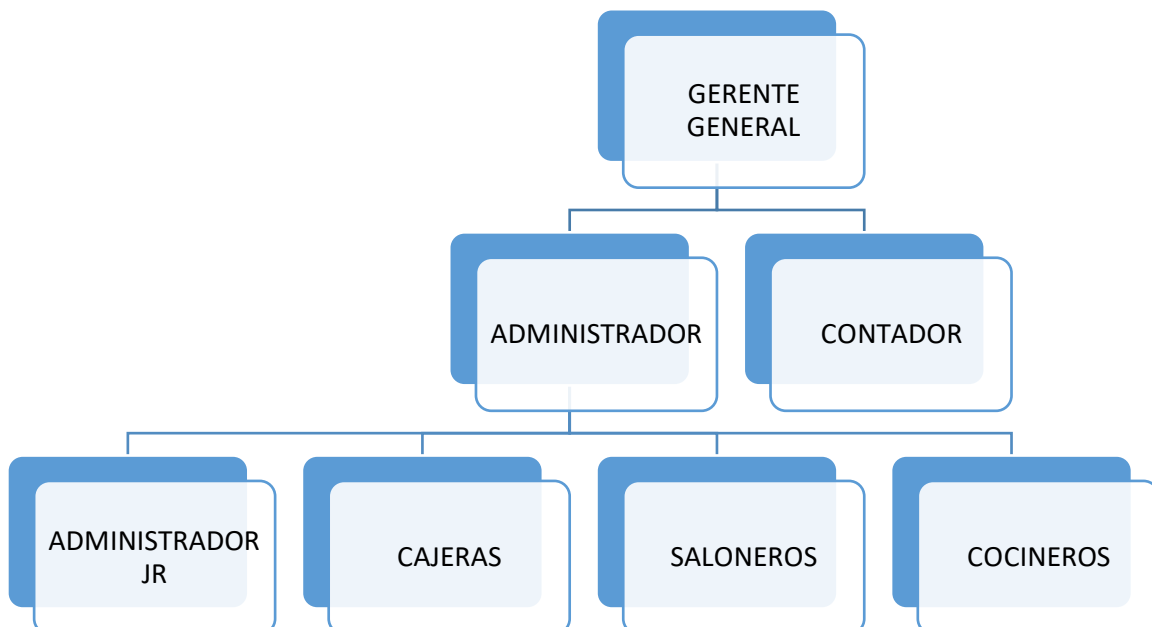 GERENTE
GENERAL
ADMINISTRADOR
CONTADOR
ADMINISTRADOR
JR
CAJERAS
SALONEROS
COCINEROS